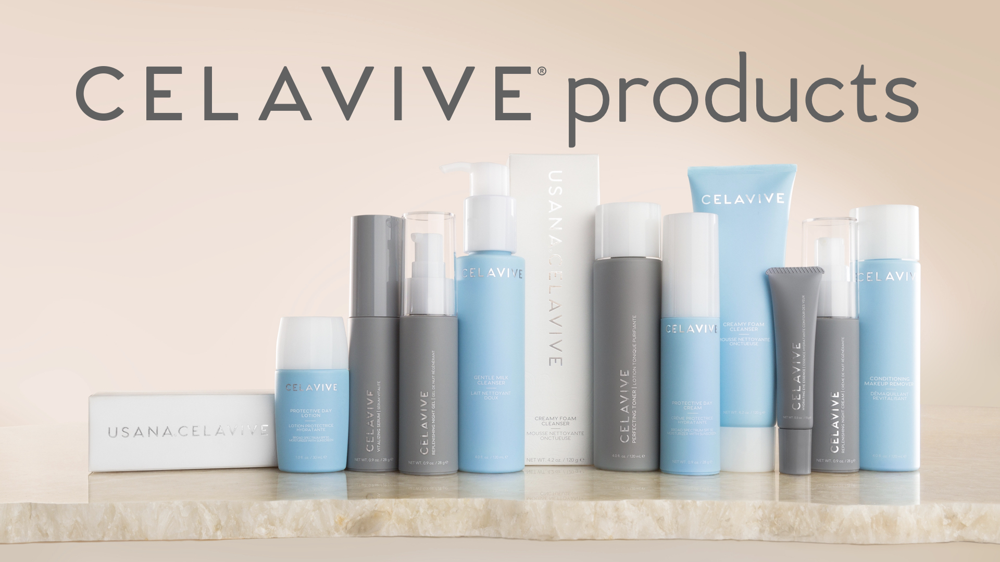 CELAVIVE® products
USANA CELAVIVE
CELAVIVE
PROTECTIVE DAY
LOTION
LOTION PROTECTRICE
HYDRATANTE
BROAD SPECTRUM SPF 30
MOISTURIZER WITH SUNSCREEN
1.0 fl. oz. / 30 mL ℮
CELAVIVE
VITALIZING SERUM | SÉRUM VITALITÉ
NET WT. 0.9 oz. / 28 g ℮
CELAVIVE
REPLENISHING NIGHT GEL | GEL DE NUIT RÉGÉNÉRANT
NET WT. 0.9 oz. / 28 g ℮
CELAVIVE
GENTLE MILK
CLEANSER
LAIT NETTOYANT
DOUX
4.0 fl. oz. / 120 mL ℮
USANA CELAVIVE
CREAMY FOAM
CLEANSER
MOUSSE NETTOYANTE
ONCTUEUSE
NET WT. 4.2 oz. / 120 g ℮
CELAVIVE
PERFECTING TONER | LOTION TONIQUE PURIFIANTE
4.0 fl. oz. / 120 mL ℮
CELAVIVE
PROTECTIVE DAY
CREAM
CRÈME PROTECTRICE
HYDRATANTE
BROAD SPECTRUM SPF 30
MOISTURIZER WITH SUNSCREEN
NET WT. 0.9 oz. / 28 g ℮
CELAVIVE
CREAMY FOAM
CLEANSER
MOUSSE NETTOYANTE
ONCTUEUSE
NET WT. 4.2 oz. / 120 g ℮
CELAVIVE
HYDRATING EYE ESSENCE | ESSENCE HYDRATANTE CONTOUR DES YEUX
CELAVIVE
REPLENISHING NIGHT CREAM | CRÈME DE NUIT RÉGÉNÉRANTE
NET WT. 0.9 oz. / 28 g ℮
CELAVIV
CONDITIONING
MAKEUP REMOVER
DÉMAQUILLANT
REVITALISANT
4.0 fl. oz. / 120 mL ℮